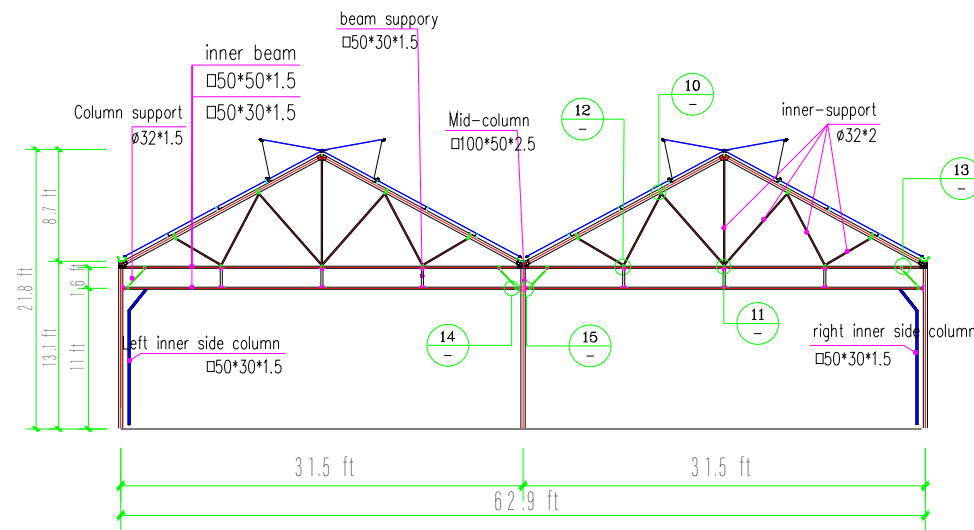 beam suppory
□50*30*1.5
inner beam
□50*50*1.5
□50*30*1.5
Column support
ø32*1.5
Mid-column
□100*50*2.5
12
–
10
–
inner-support
ø32*2
13
–
8.7 ft
21.8 ft
1.6 ft
13.1 ft
11 ft
Left inner side column
□50*30*1.5
14
–
15
–
11
–
right inner side column
□50*30*1.5
31.5 ft
31.5 ft
62.9 ft